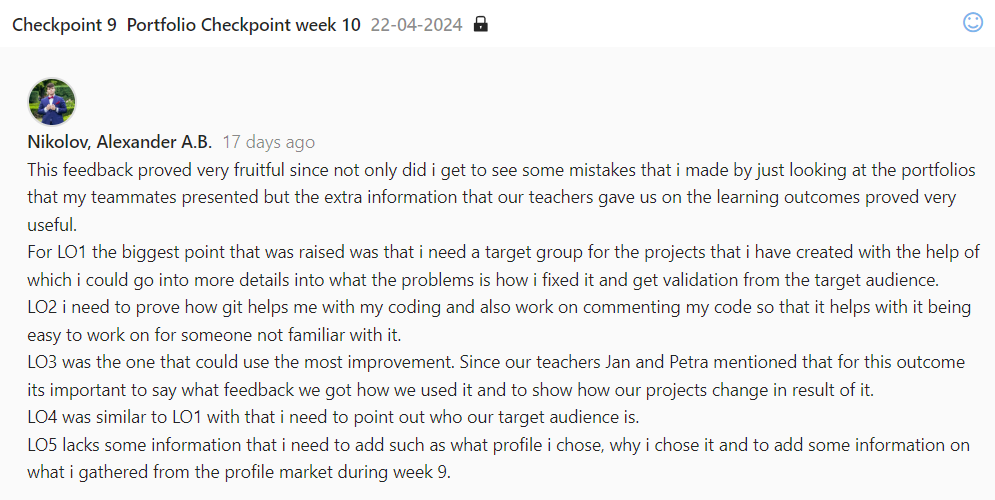 Checkpoint 9 Portfolio Checkpoint week 10 22-04-2024
Nikolov, Alexander A.B. 17 days ago
This feedback proved very fruitful since not only did i get to see some mistakes that i made by just looking at the portfolios
that my teammates presented but the extra information that our teachers gave us on the learning outcomes proved very
useful.
For LO1 the biggest point that was raised was that i need a target group for the projects that i have created with the help of
which i could go into more details into what the problems is how i fixed it and get validation from the target audience.
LO2 i need to prove how git helps me with my coding and also work on commenting my code so that it helps with it being
easy to work on for someone not familiar with it.
LO3 was the one that could use the most improvement. Since our teachers Jan and Petra mentioned that for this outcome
its important to say what feedback we got how we used it and to show how our projects change in result of it.
LO4 was similar to LO1 with that i need to point out who our target audience is.
LO5 lacks some information that i need to add such as what profile i chose, why i chose it and to add some information on
what i gathered from the profile market during week 9.